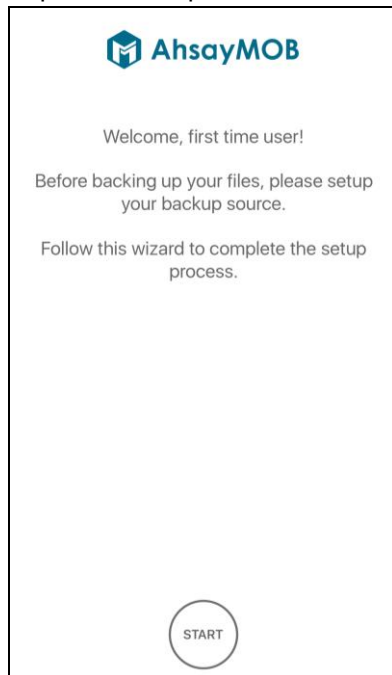 AhsayMOB
Welcome, first time user!
Before backing up your files, please setup
your backup source.
Follow this wizard to complete the setup
process.
START